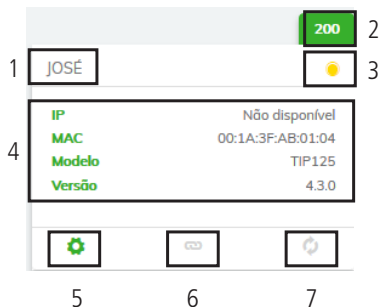 200 2
1 JOSÉ 3
4
IP Não disponível
MAC 00:1A:3F:AB:01:04
Modelo TIP125
Versão 4.3.0
5 6 7